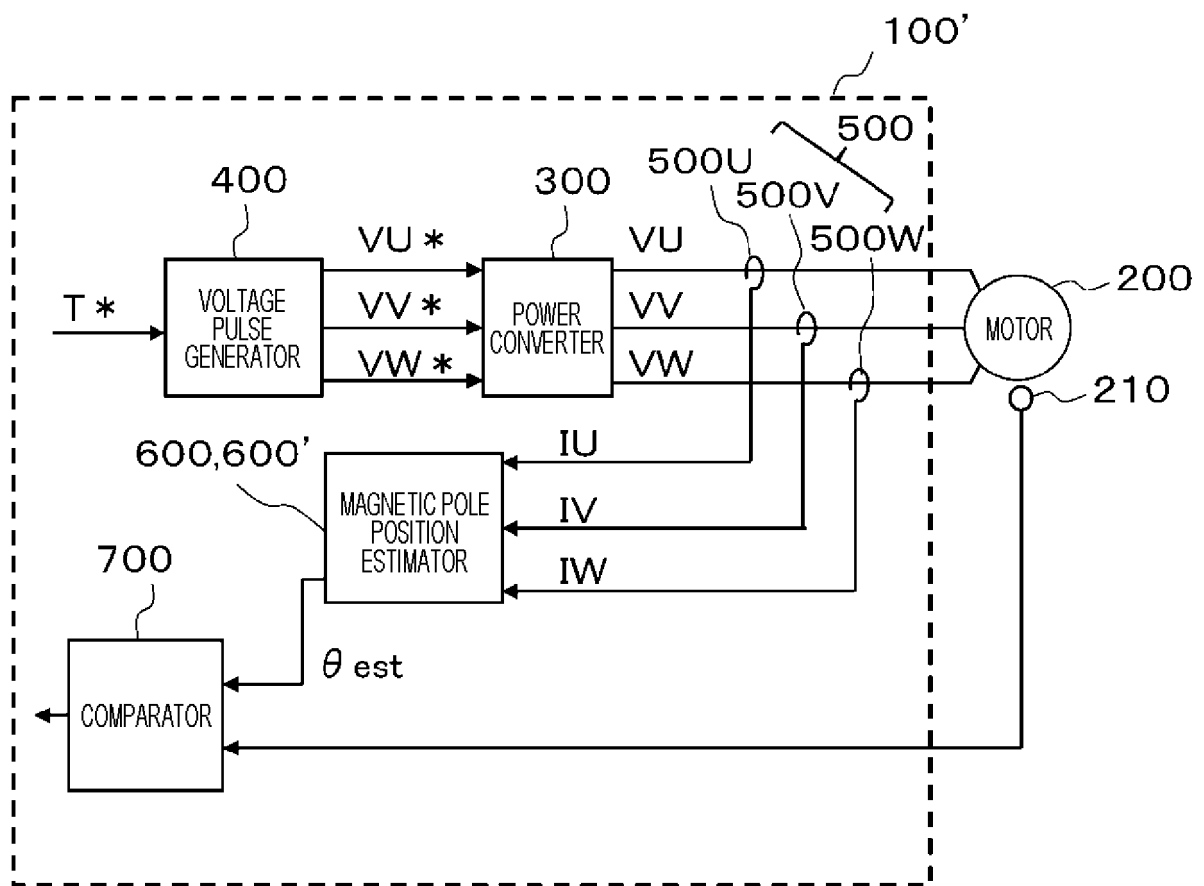 100’
500
500U
500V
500W
400
300
VU* VU
VV* VV
VW* VW
T*
VOLTAGE
PULSE
GENERATOR
POWER
CONVERTER
MOTOR
200
210
600,600’
MAGNETIC POLE
POSITION
ESTIMATOR
IU
IV
IW
700
COMPARATOR
θ est